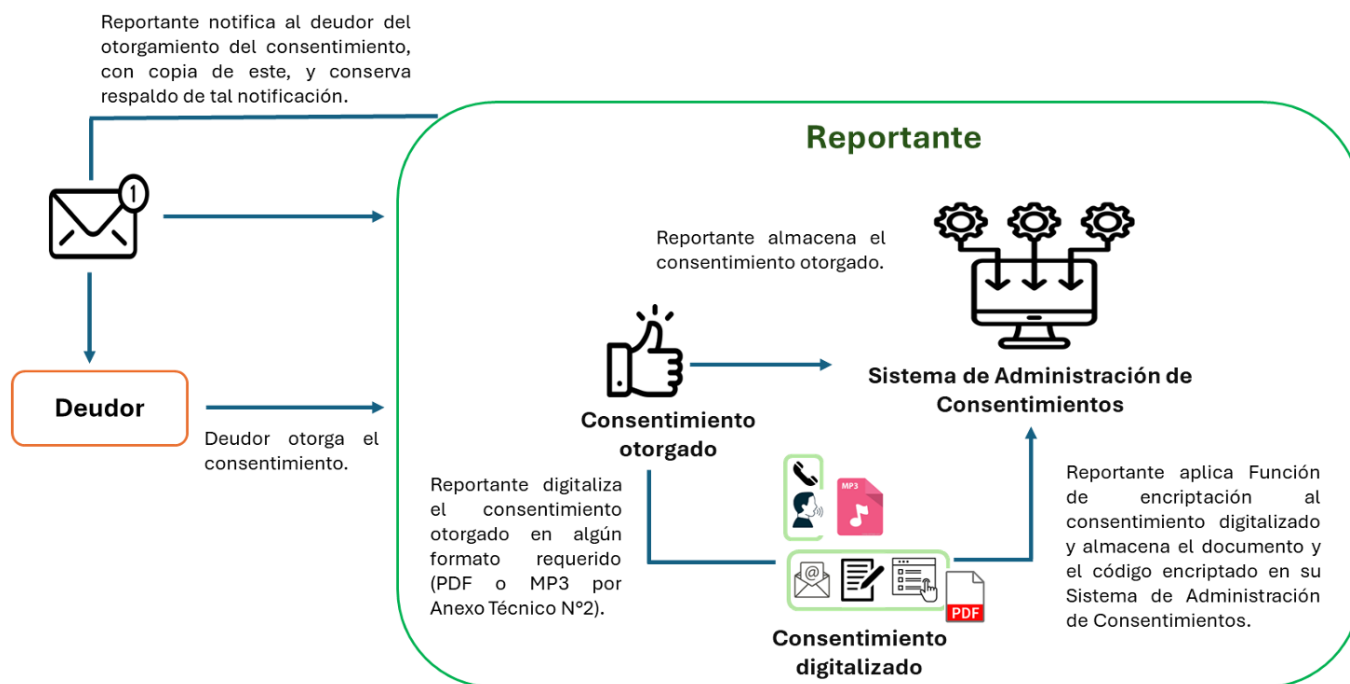 Reportante notifica al deudor del
otorgamiento del consentimiento,
con copia de este, y conserva
respaldo de tal notificación.
Reportante
1
Reportante almacena el
consentimiento otorgado.
Deudor
Deudor otorga el
consentimiento.
Consentimiento
otorgado
Sistema de Administración de
Consentimientos
Reportante digitaliza
el consentimiento
otorgado en algún
formato requerido
(PDF o MP3 por
Anexo Técnico N°2).
MP3
@
PDF
Consentimiento
digitalizado
Reportante aplica Función
de encriptación al
consentimiento digitalizado
y almacena el documento y
el código encriptado en su
Sistema de Administración
de Consentimientos.